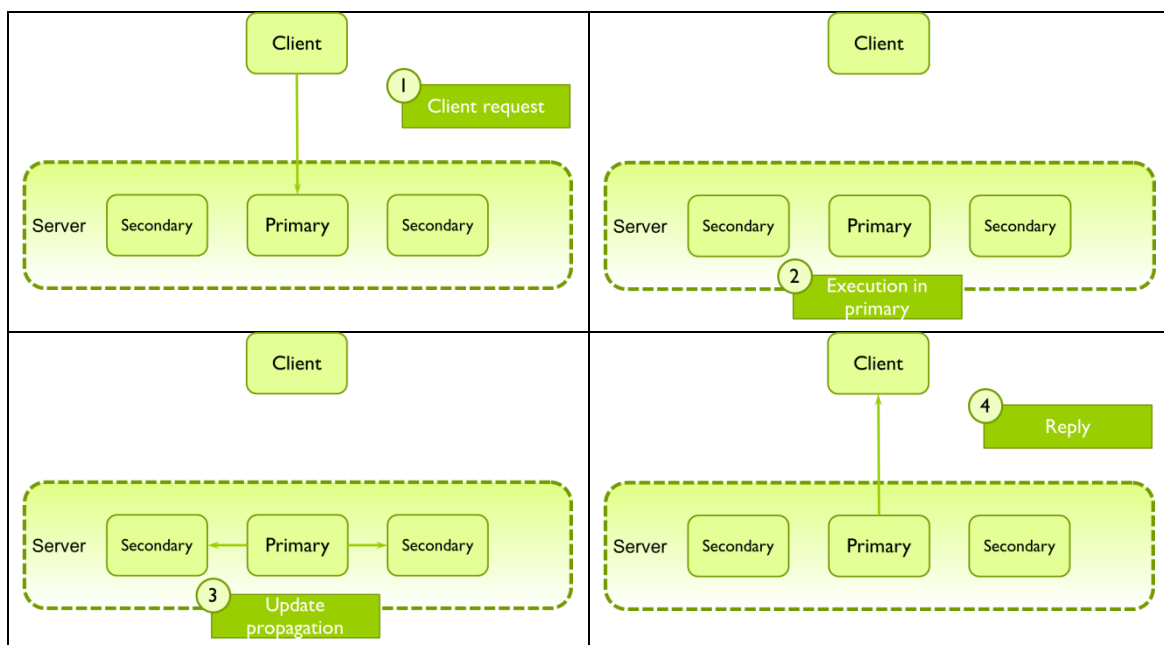 Client
1
Client request
Server
Secondary
Primary
Secondary
Client
Server
Secondary
Primary
Secondary
2
Execution in
primary
Client
Server
Secondary
Primary
Secondary
3
Update
propagation
Client
4
Reply
Server
Secondary
Primary
Secondary